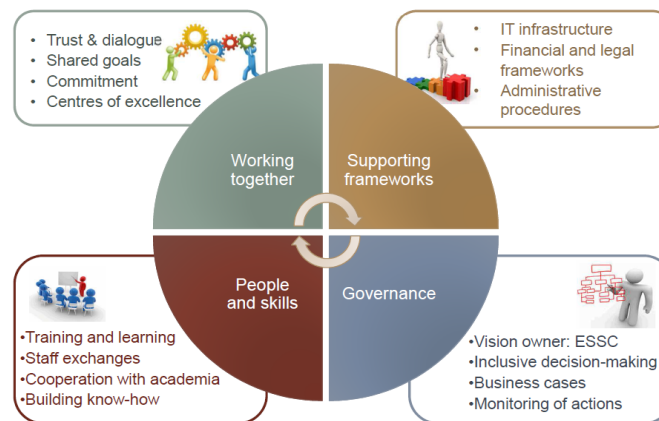 • Trust & dialogue
• Shared goals
• Commitment
• Centres of excellence
• IT infrastructure
• Financial and legal
frameworks
• Administrative
procedures
Working
together
Supporting
frameworks
People
and skills
Governance
•Training and learning
•Staff exchanges
•Cooperation with academia
•Building know-how
•Vision owner: ESSC
•Inclusive decision-making
•Business cases
•Monitoring of actions